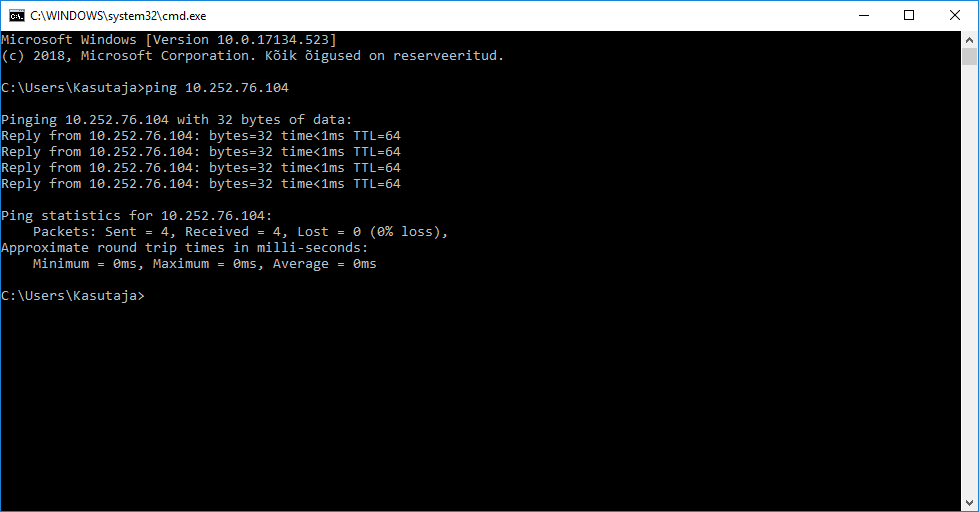 C:\WINDOWS\system32\cmd.exe
Microsoft Windows [Version 10.0.17134.523]
(c) 2018, Microsoft Corporation. Kõik õigused on reserveeritud.
C:\Users\Kasutaja>ping 10.252.76.104
Pinging 10.252.76.104 with 32 bytes of data:
Reply from 10.252.76.104: bytes=32 time<1ms TTL=64
Reply from 10.252.76.104: bytes=32 time<1ms TTL=64
Reply from 10.252.76.104: bytes=32 time<1ms TTL=64
Reply from 10.252.76.104: bytes=32 time<1ms TTL=64
Ping statistics for 10.252.76.104:
    Packets: Sent = 4, Received = 4, Lost = 0 (0% loss),
Approximate round trip times in milli-seconds:
    Minimum = 0ms, Maximum = 0ms, Average = 0ms
C:\Users\Kasutaja>